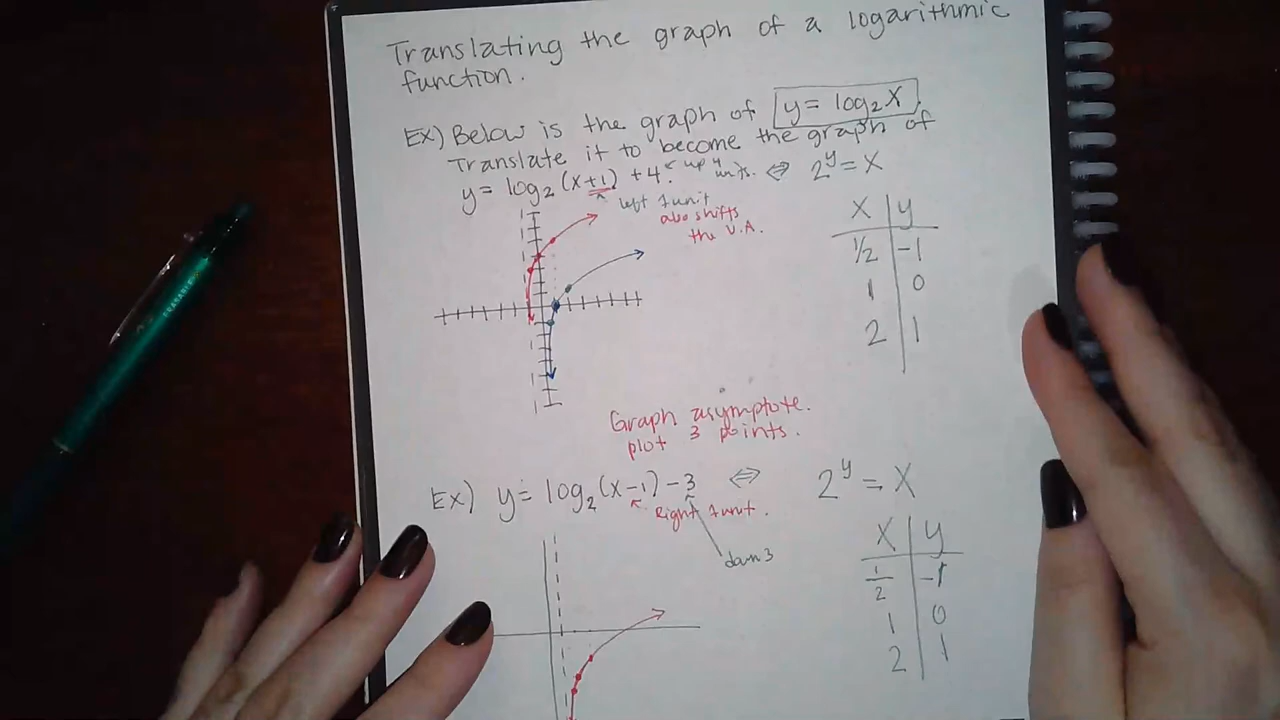 Translating the graph of a logarithmic
function.
Ex) Below is the graph of y = log₂X.
Translate it to become the graph of
y = log₂(x+1) + 4. ↖ up 4 units. ⇔ 2^y = X
↖ left 1 unit
also shifts
the V.A.
X | y
1/2 | -1
1 | 0
2 | 1
Graph asymptote.
plot 3 points.
Ex) y = log₂(x-1) - 3 ⇔ 2^y = X
↖ Right 1 unit.
down 3
X | y
1/2 | -1
1 | 0
2 | 1